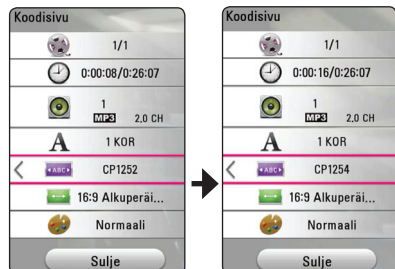 Koodisivu
1/1
0:00:08/0:26:07
1
MP3 2.0 CH
A 1 KOR
ABC CP1252
16:9 Alkuperäi...
Normaali
Sulje
Koodisivu
1/1
0:00:16/0:26:07
1
MP3 2.0 CH
A 1 KOR
ABC CP1254
16:9 Alkuperäi...
Normaali
Sulje